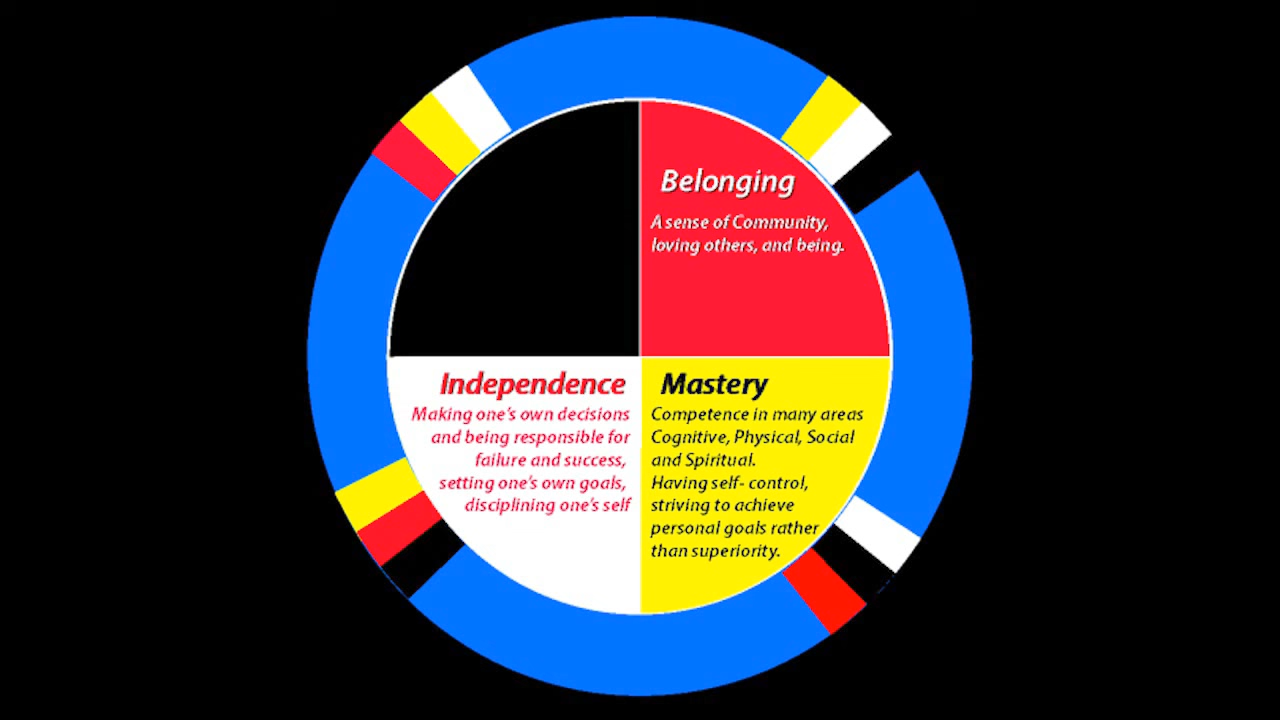 Belonging
A sense of Community,
loving others, and being.
Independence
Making one's own decisions
and being responsible for
failure and success,
setting one's own goals,
disciplining one's self
Mastery
Competence in many areas
Cognitive, Physical, Social
and Spiritual.
Having self- control,
striving to achieve
personal goals rather
than superiority.